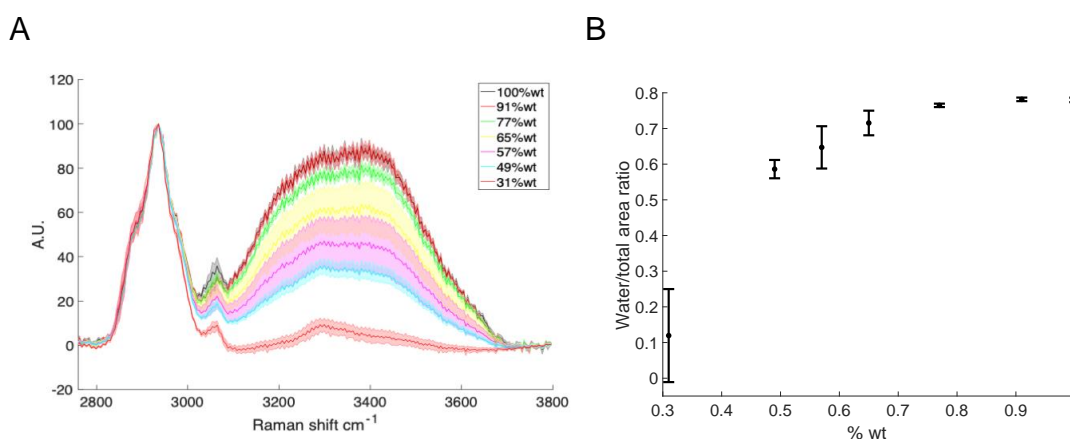 A
B
120
100
80
60
40
20
0
-20
A.U.
2800
3000
3200
3400
3600
3800
Raman shift cm-1
100%wt
91%wt
77%wt
65%wt
57%wt
49%wt
31%wt
0.8
0.7
0.6
0.5
0.4
0.3
0.2
0.1
0
Water/total area ratio
0.3
0.4
0.5
0.6
0.7
0.8
0.9
% wt